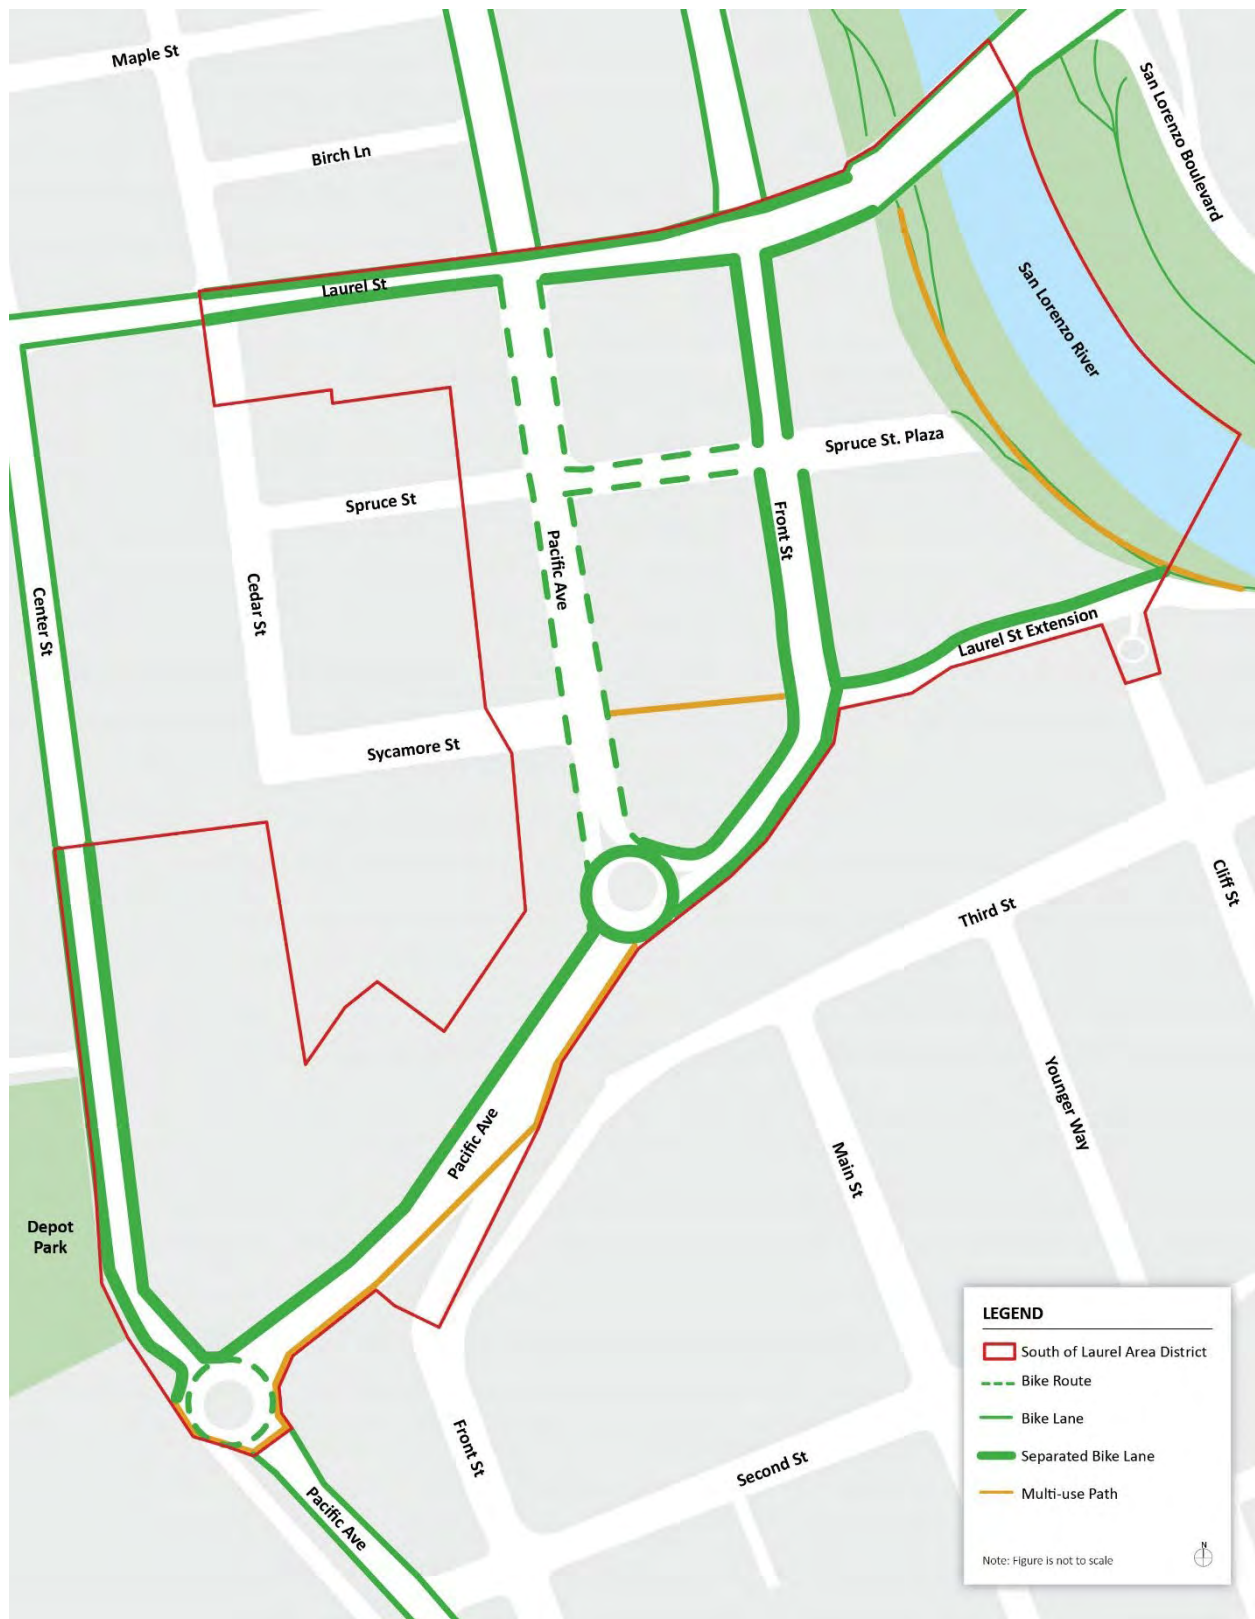 Maple St
Birch Ln
San Lorenzo Boulevard
Laurel St
San Lorenzo River
Spruce St. Plaza
Spruce St
Front St
Pacific Ave
Cedar St
Center St
Laurel St Extension
Sycamore St
Cliff St
Third St
Younger Way
Pacific Ave
Main St
Depot
Park
Front St
Second St
Pacific Ave
LEGEND
South of Laurel Area District
Bike Route
Bike Lane
Separated Bike Lane
Multi-use Path
Note: Figure is not to scale
N